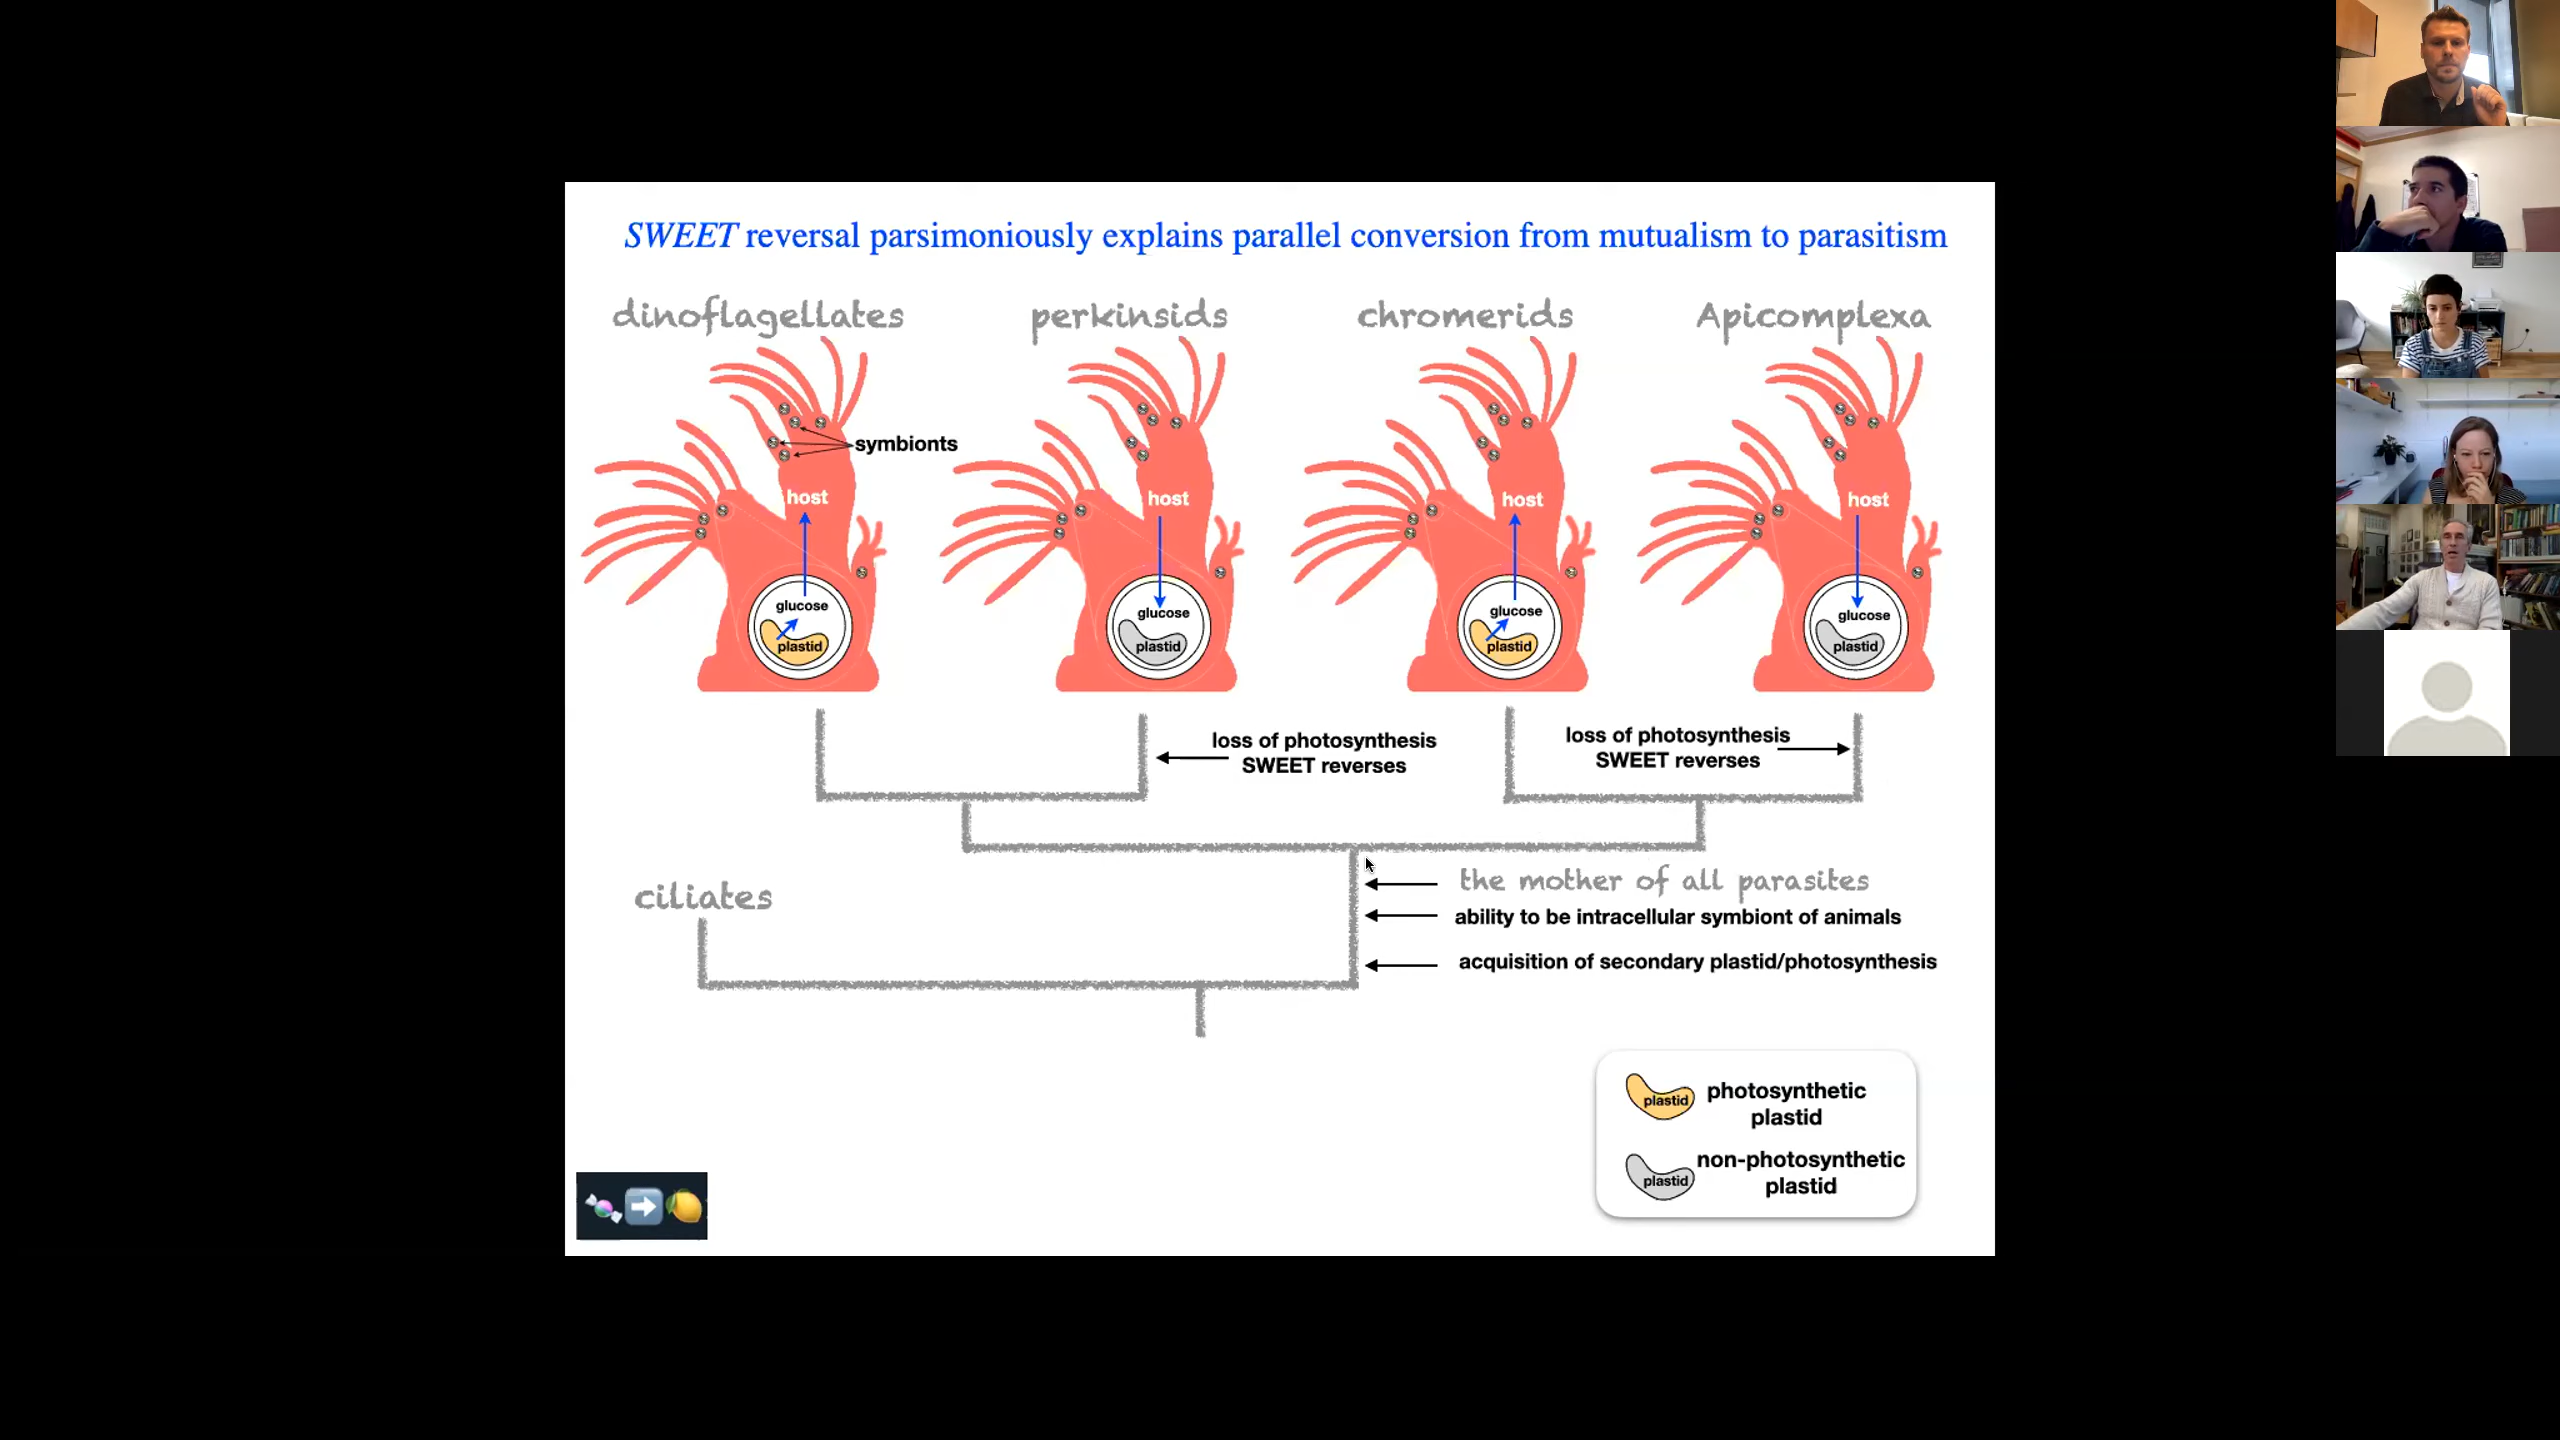 SWEET reversal parsimoniously explains parallel conversion from mutualism to parasitism
dinoflagellates
perkinsids
chromerids
Apicomplexa
symbionts
host
host
host
host
glucose
glucose
glucose
glucose
plastid
plastid
plastid
plastid
loss of photosynthesis
SWEET reverses
loss of photosynthesis
SWEET reverses
the mother of all parasites
ciliates
ability to be intracellular symbiont of animals
acquisition of secondary plastid/photosynthesis
plastid
photosynthetic
plastid
plastid
non-photosynthetic
plastid